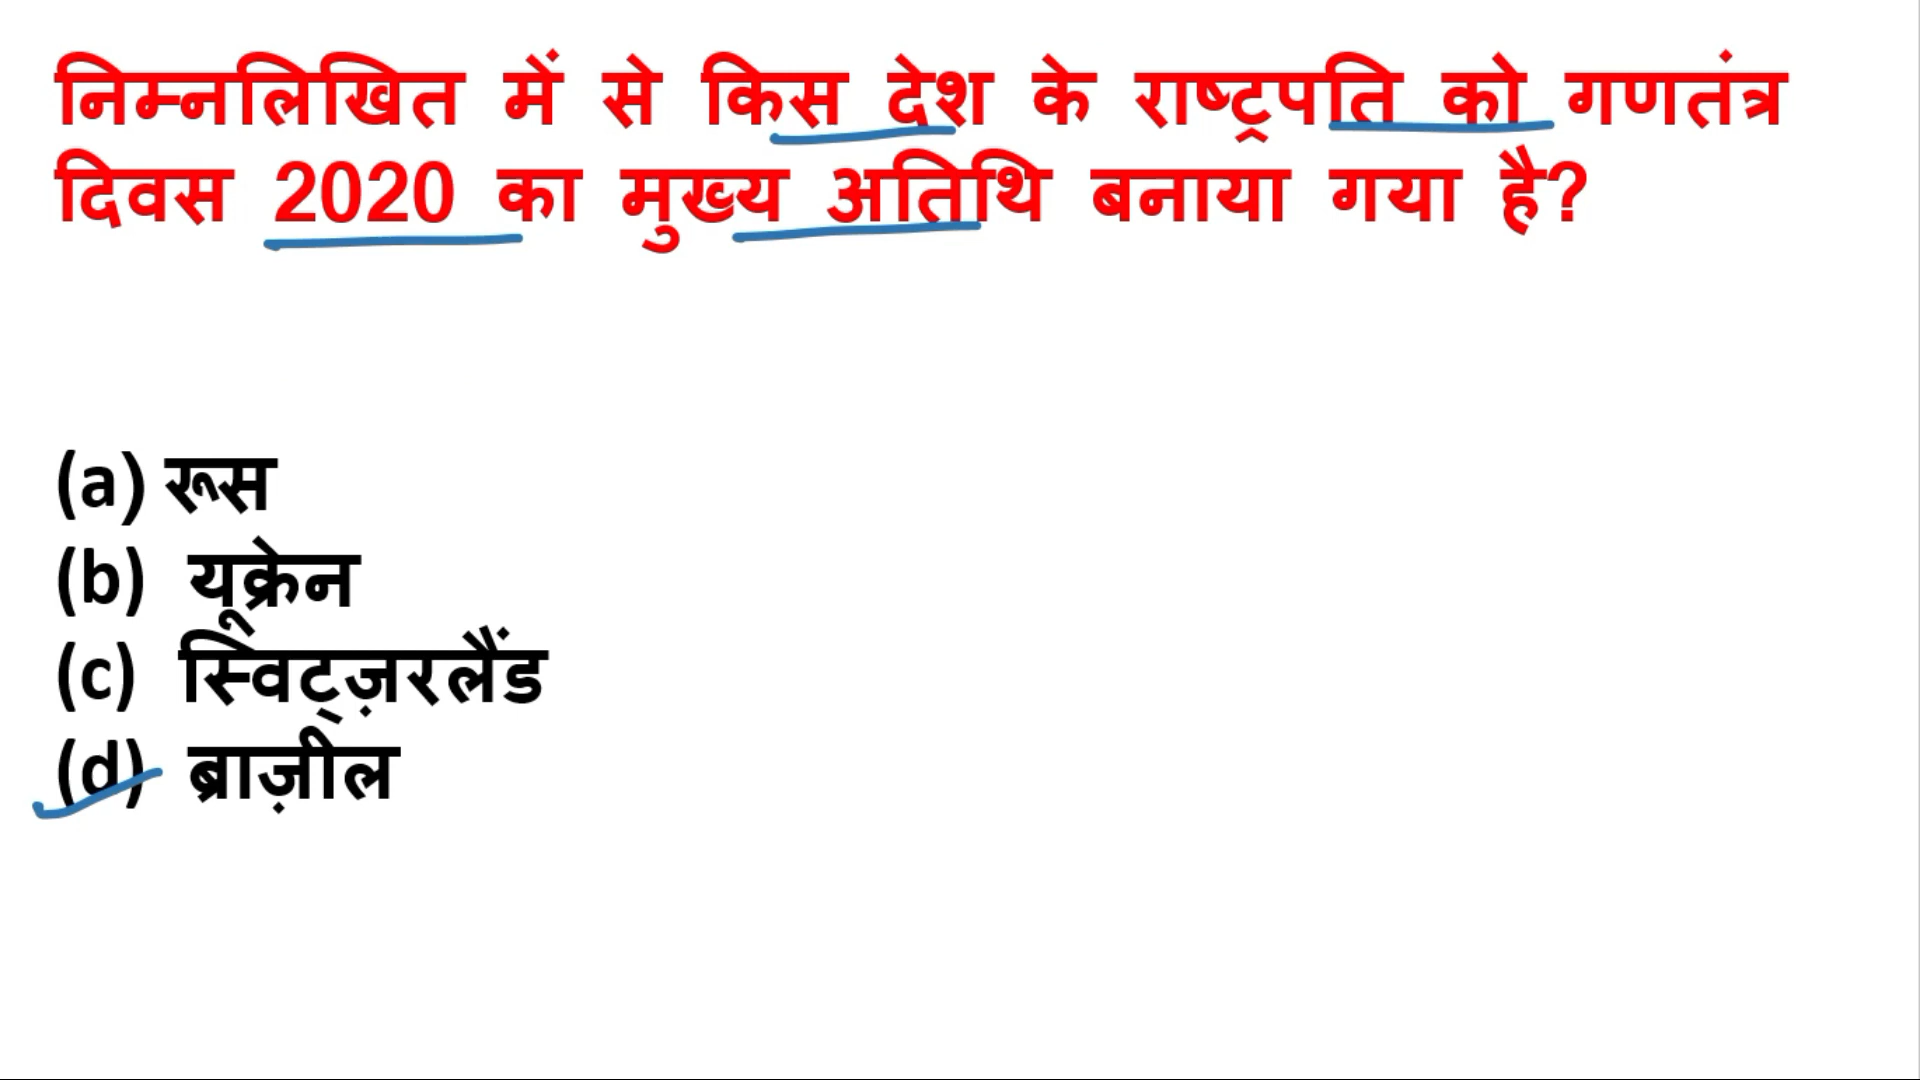 निम्नलिखित में से किस देश के राष्ट्रपति को गणतंत्र
दिवस 2020 का मुख्य अतिथि बनाया गया है?
(a) रूस
(b) यूक्रेन
(c) स्विट्ज़रलैंड
(d) ब्राज़ील